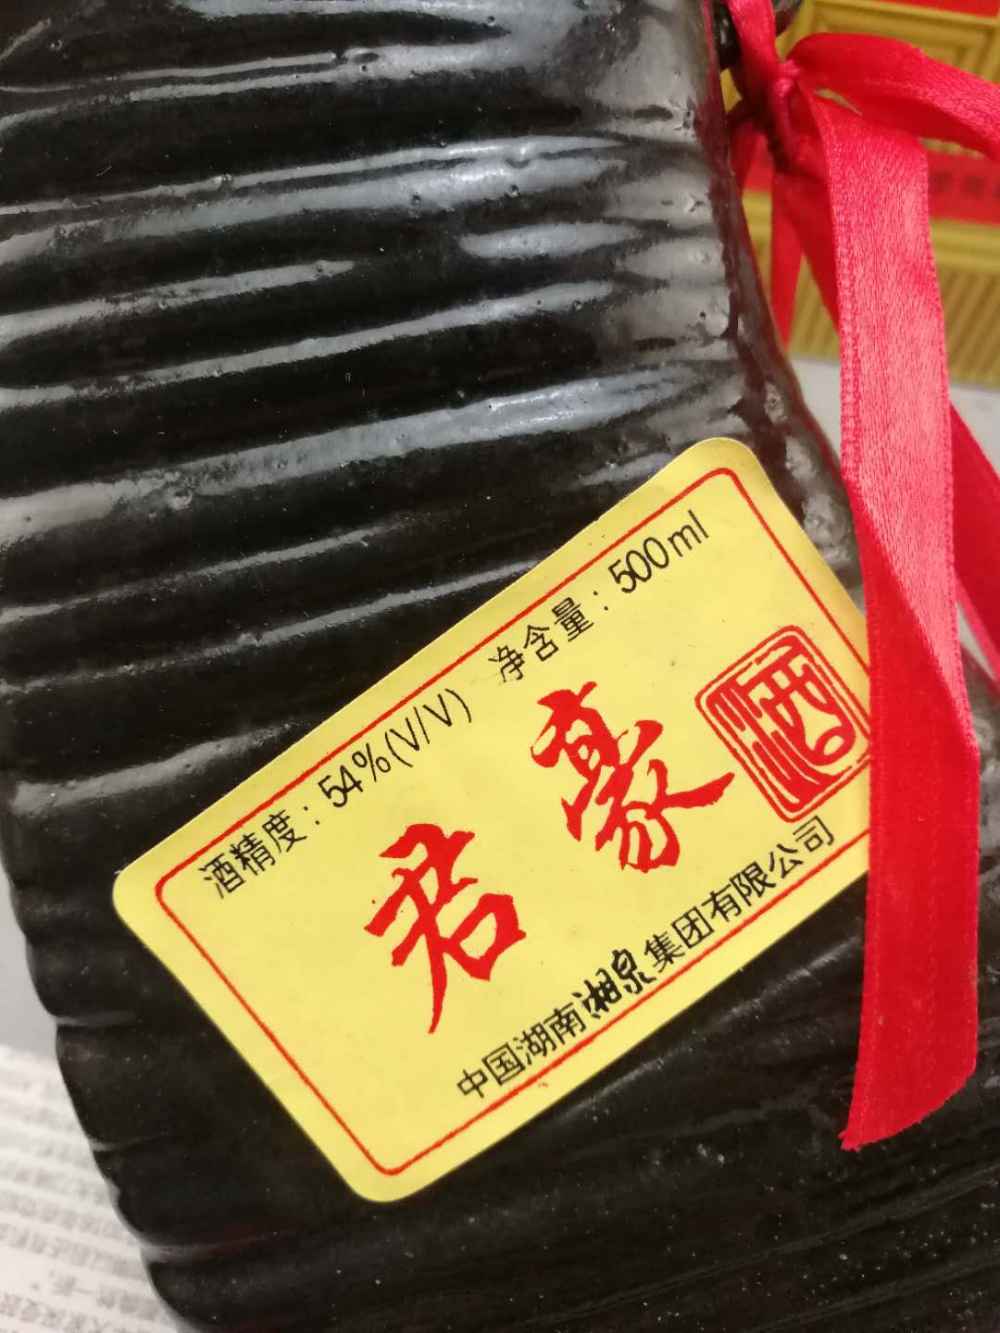 酒精度：54%(V/V) 净含量：500ml
君豪
酒
中国湖南湘泉集团有限公司